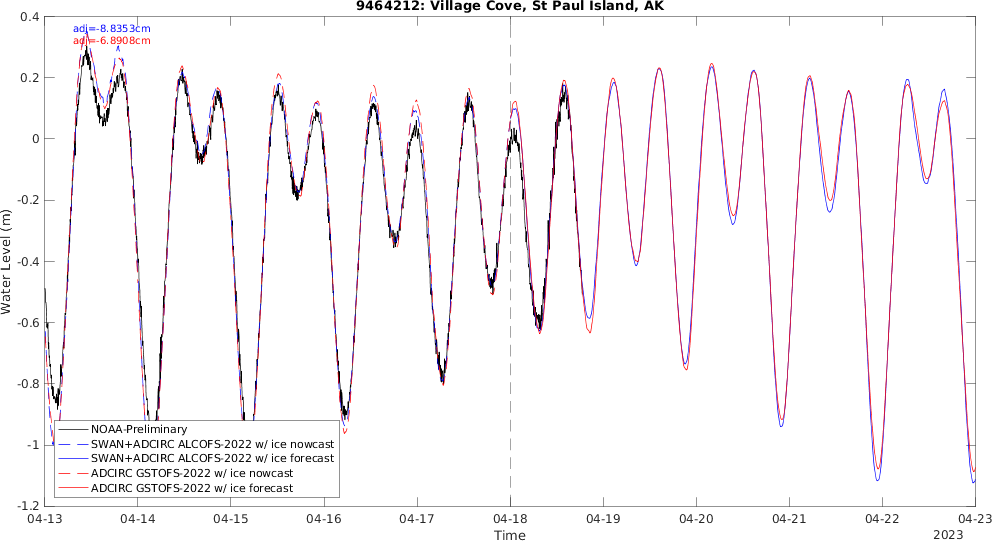 9464212: Village Cove, St Paul Island, AK
adj=-8.8353cm
adj=-6.8908cm
0.4
0.2
0
-0.2
-0.4
-0.6
-0.8
-1
-1.2
Water Level (m)
NOAA-Preliminary
SWAN+ADCIRC ALCOFS-2022 w/ ice nowcast
SWAN+ADCIRC ALCOFS-2022 w/ ice forecast
ADCIRC GSTOFS-2022 w/ ice nowcast
ADCIRC GSTOFS-2022 w/ ice forecast
04-13 04-14 04-15 04-16 04-17 04-18 04-19 04-20 04-21 04-22 04-23
Time
2023